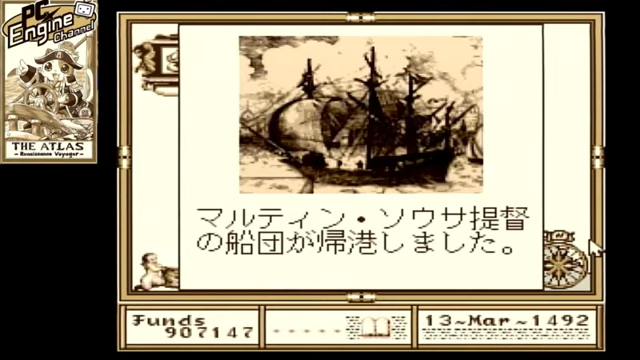 PC Engine
Channel
THE ATLAS
~ Renaissance Voyager ~
マルティン・ソウサ提督
の船団が帰港しました。
Funds
907147
13~Mar~1492